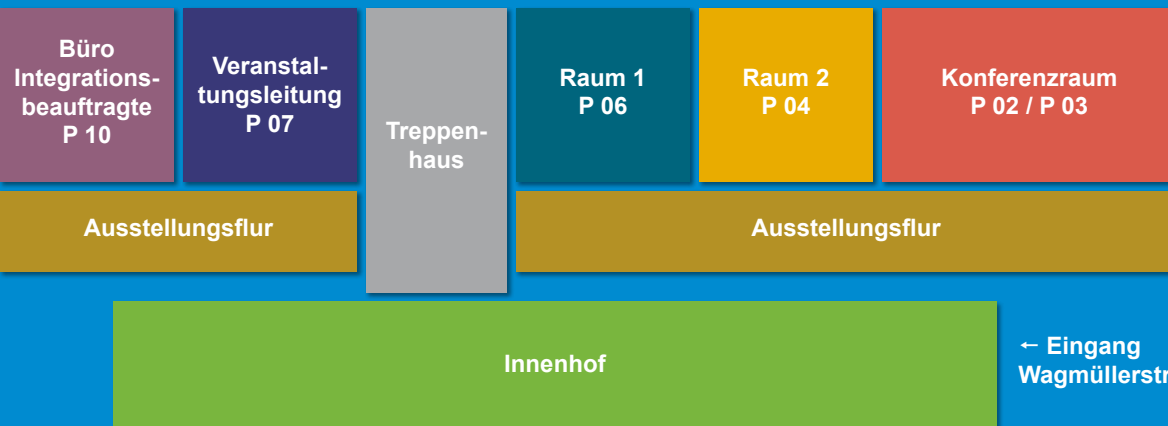 Büro
Integrations-
beauftragte
P 10
Veranstal-
tungsleitung
P 07
Treppen-
haus
Raum 1
P 06
Raum 2
P 04
Konferenzraum
P 02 / P 03
Ausstellungsflur
Ausstellungsflur
Innenhof
← Eingang
Wagmüllerstr